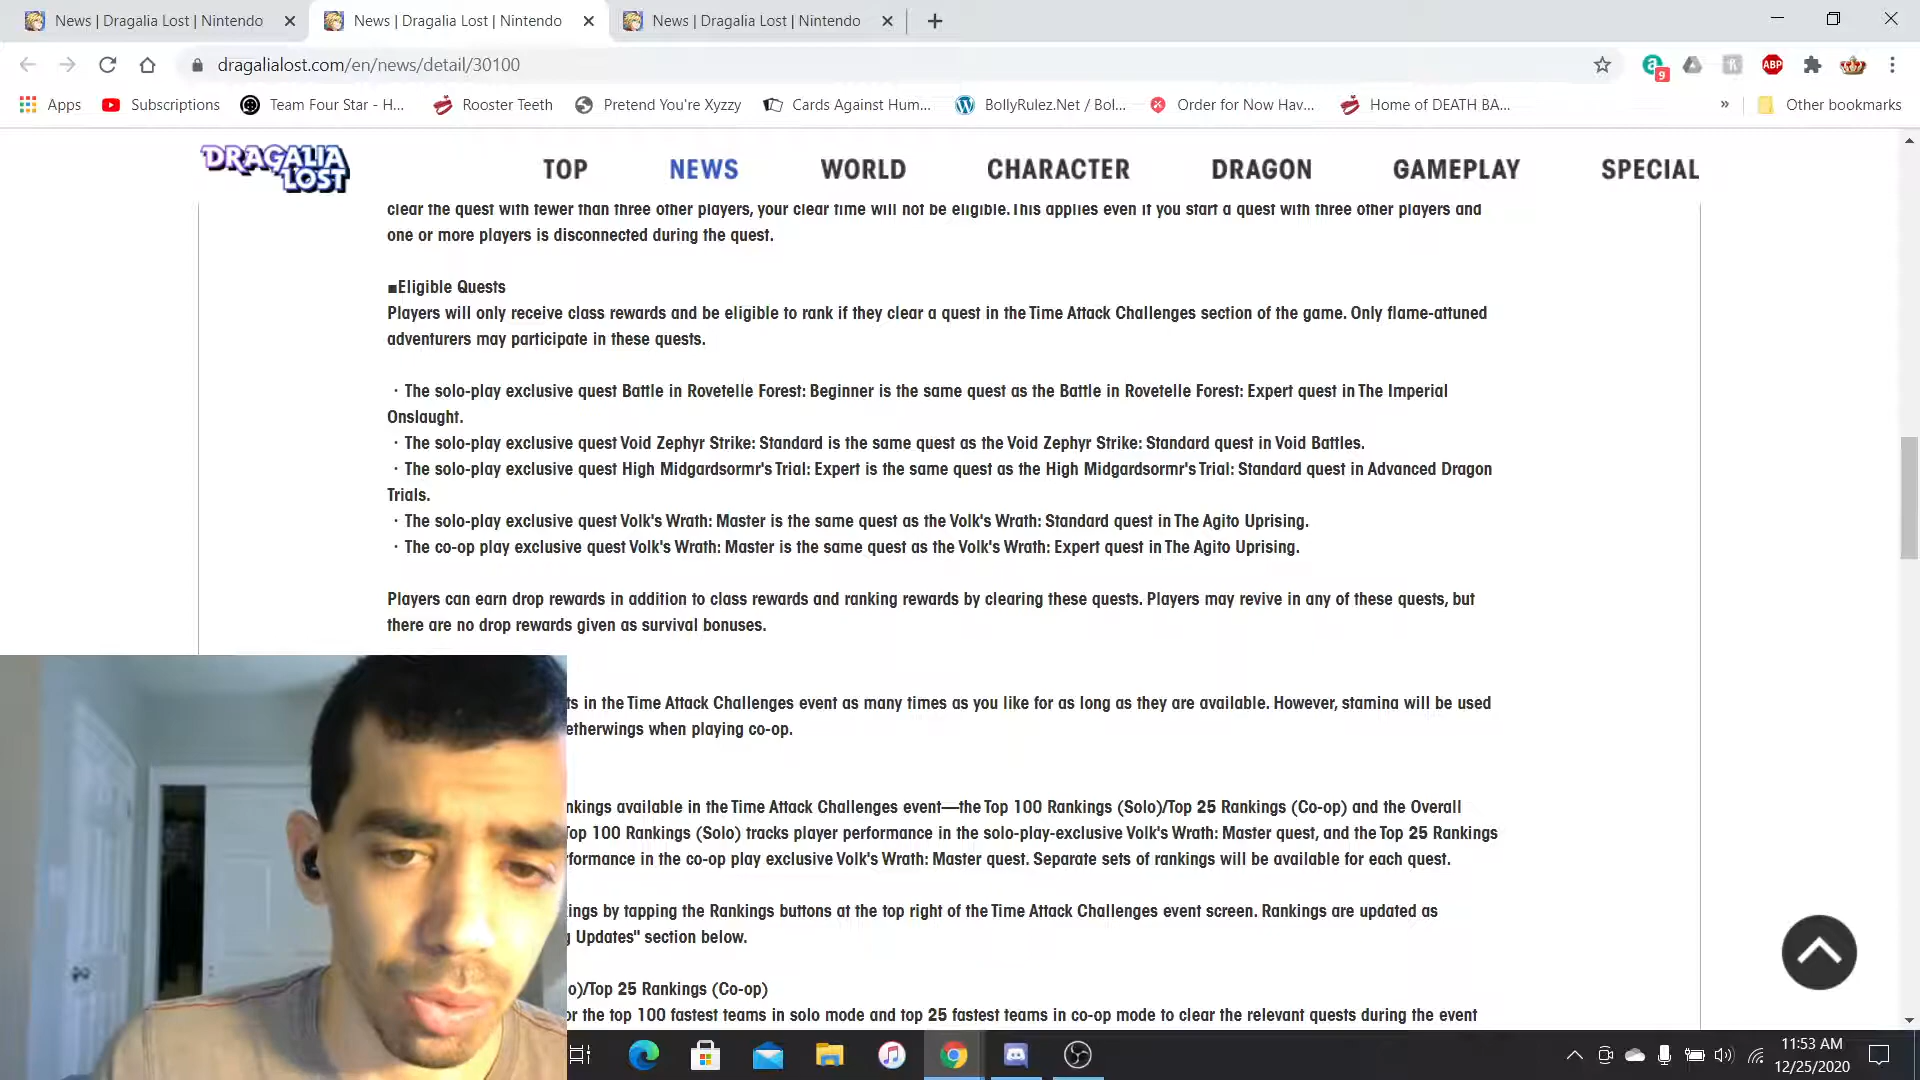 News | Dragalia Lost | Nintendo
News | Dragalia Lost | Nintendo
News | Dragalia Lost | Nintendo
dragalialost.com/en/news/detail/30100
9
ABP
Apps
Subscriptions
Team Four Star - H...
Rooster Teeth
Pretend You're Xyzzy
Cards Against Hum...
BollyRulez.Net / Bol...
Order for Now Hav...
Home of DEATH BA...
»
Other bookmarks
DRAGALIA LOST
TOP
NEWS
WORLD
CHARACTER
DRAGON
GAMEPLAY
SPECIAL
clear the quest with fewer than three other players, your clear time will not be eligible. This applies even if you start a quest with three other players and
one or more players is disconnected during the quest.
■Eligible Quests
Players will only receive class rewards and be eligible to rank if they clear a quest in the Time Attack Challenges section of the game. Only flame-attuned
adventurers may participate in these quests.
・The solo-play exclusive quest Battle in Rovetelle Forest: Beginner is the same quest as the Battle in Rovetelle Forest: Expert quest in The Imperial
Onslaught.
・The solo-play exclusive quest Void Zephyr Strike: Standard is the same quest as the Void Zephyr Strike: Standard quest in Void Battles.
・The solo-play exclusive quest High Midgardsormr's Trial: Expert is the same quest as the High Midgardsormr's Trial: Standard quest in Advanced Dragon
Trials.
・The solo-play exclusive quest Volk's Wrath: Master is the same quest as the Volk's Wrath: Standard quest in The Agito Uprising.
・The co-op play exclusive quest Volk's Wrath: Master is the same quest as the Volk's Wrath: Expert quest in The Agito Uprising.
Players can earn drop rewards in addition to class rewards and ranking rewards by clearing these quests. Players may revive in any of these quests, but
there are no drop rewards given as survival bonuses.
ts in the Time Attack Challenges event as many times as you like for as long as they are available. However, stamina will be used
etherwings when playing co-op.
nkings available in the Time Attack Challenges event—the Top 100 Rankings (Solo)/Top 25 Rankings (Co-op) and the Overall
Top 100 Rankings (Solo) tracks player performance in the solo-play-exclusive Volk's Wrath: Master quest, and the Top 25 Rankings
formance in the co-op play exclusive Volk's Wrath: Master quest. Separate sets of rankings will be available for each quest.
ings by tapping the Rankings buttons at the top right of the Time Attack Challenges event screen. Rankings are updated as
g Updates" section below.
o)/Top 25 Rankings (Co-op)
or the top 100 fastest teams in solo mode and top 25 fastest teams in co-op mode to clear the relevant quests during the event
11:53 AM
12/25/2020